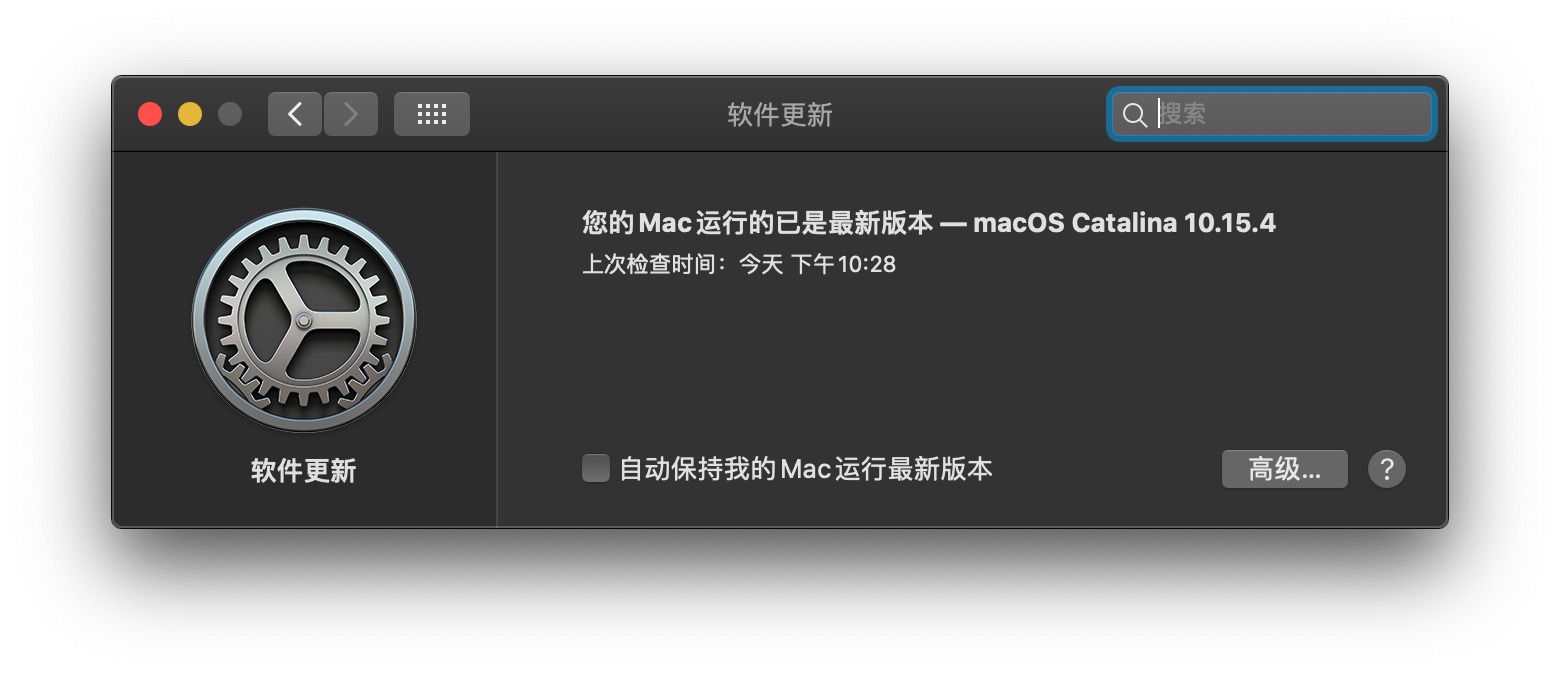 软件更新
搜索
您的Mac运行的已是最新版本 — macOS Catalina 10.15.4
上次检查时间：今天 下午10:28
软件更新
自动保持我的Mac运行最新版本
高级...
?